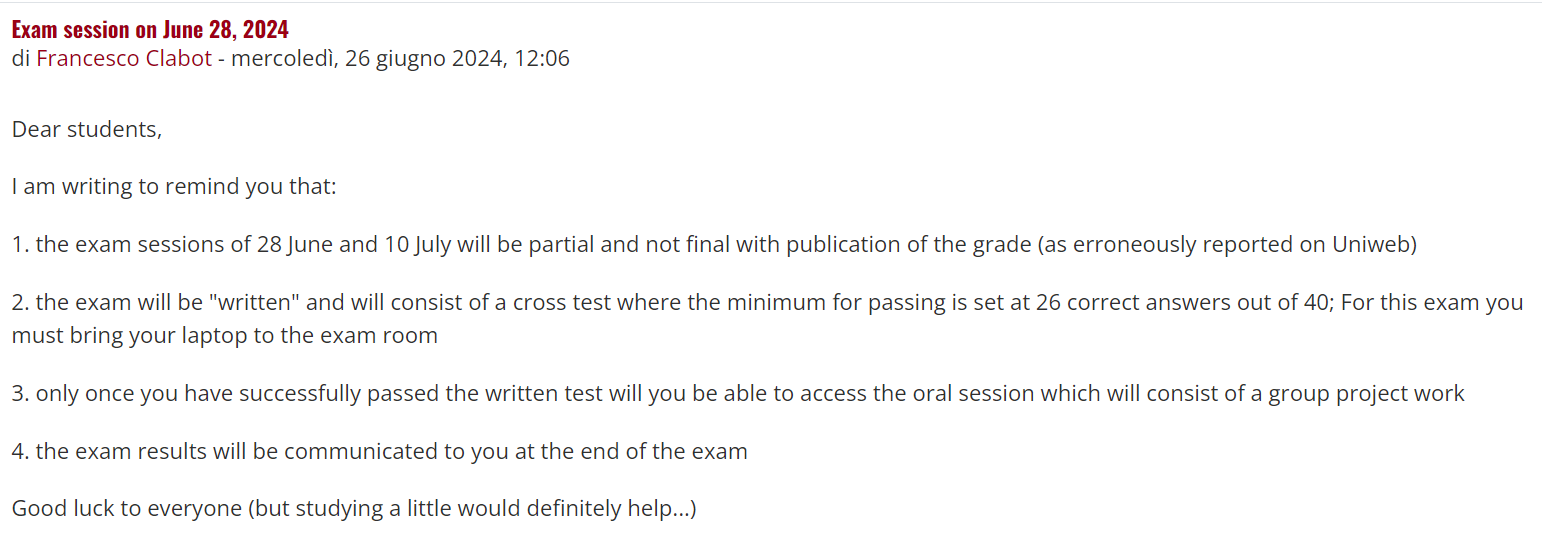 Exam session on June 28, 2024
di Francesco Clabot - mercoledì, 26 giugno 2024, 12:06
Dear students,
I am writing to remind you that:
1. the exam sessions of 28 June and 10 July will be partial and not final with publication of the grade (as erroneously reported on Uniweb)
2. the exam will be "written" and will consist of a cross test where the minimum for passing is set at 26 correct answers out of 40; For this exam you
must bring your laptop to the exam room
3. only once you have successfully passed the written test will you be able to access the oral session which will consist of a group project work
4. the exam results will be communicated to you at the end of the exam
Good luck to everyone (but studying a little would definitely help...)